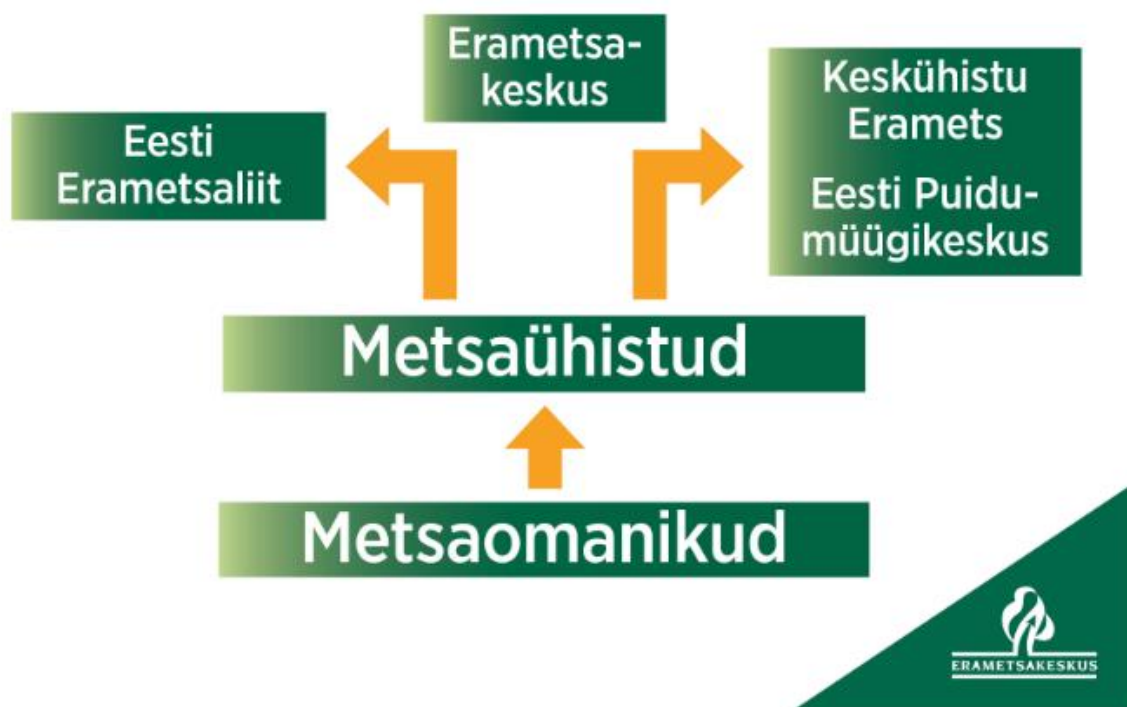 Erametsa-
keskus
Eesti
Erametsaliit
Keskühistu
Eramets
Eesti Puidu-
müügikeskus
Metsaühistud
Metsaomanikud
ERAMETSAKESKUS